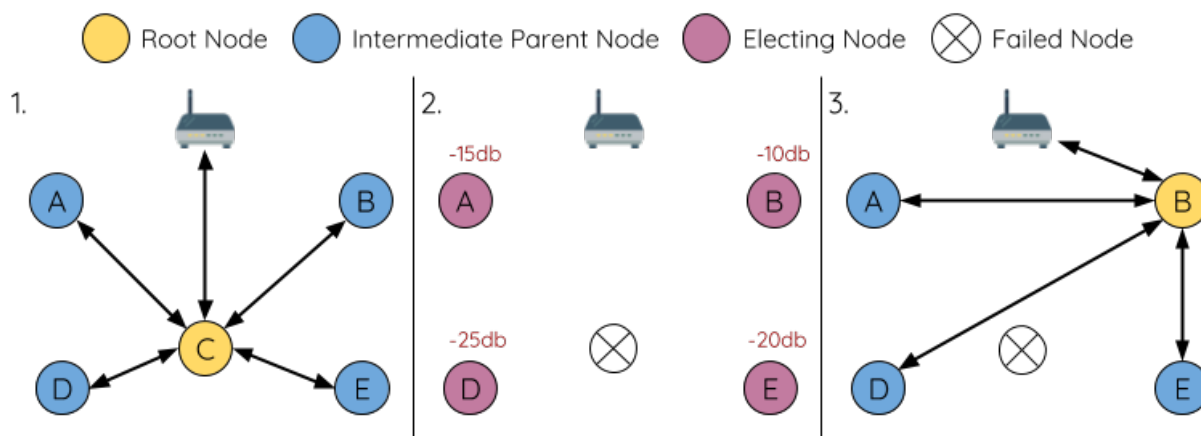 Root Node Intermediate Parent Node Electing Node Failed Node
1.
A
B
C
D
E
2.
-15db
-10db
A
B
-25db
-20db
D
E
3.
A
B
D
E